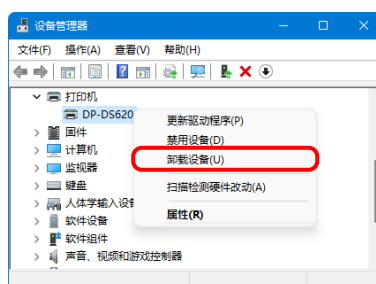 设备管理器
文件(F) 操作(A) 查看(V) 帮助(H)
打印机
DP-DS620
固件
计算机
监视器
键盘
人体学输入设
软件设备
软件组件
声音、视频和游戏控制器
更新驱动程序(P)
禁用设备(D)
卸载设备(U)
扫描检测硬件改动(A)
属性(R)